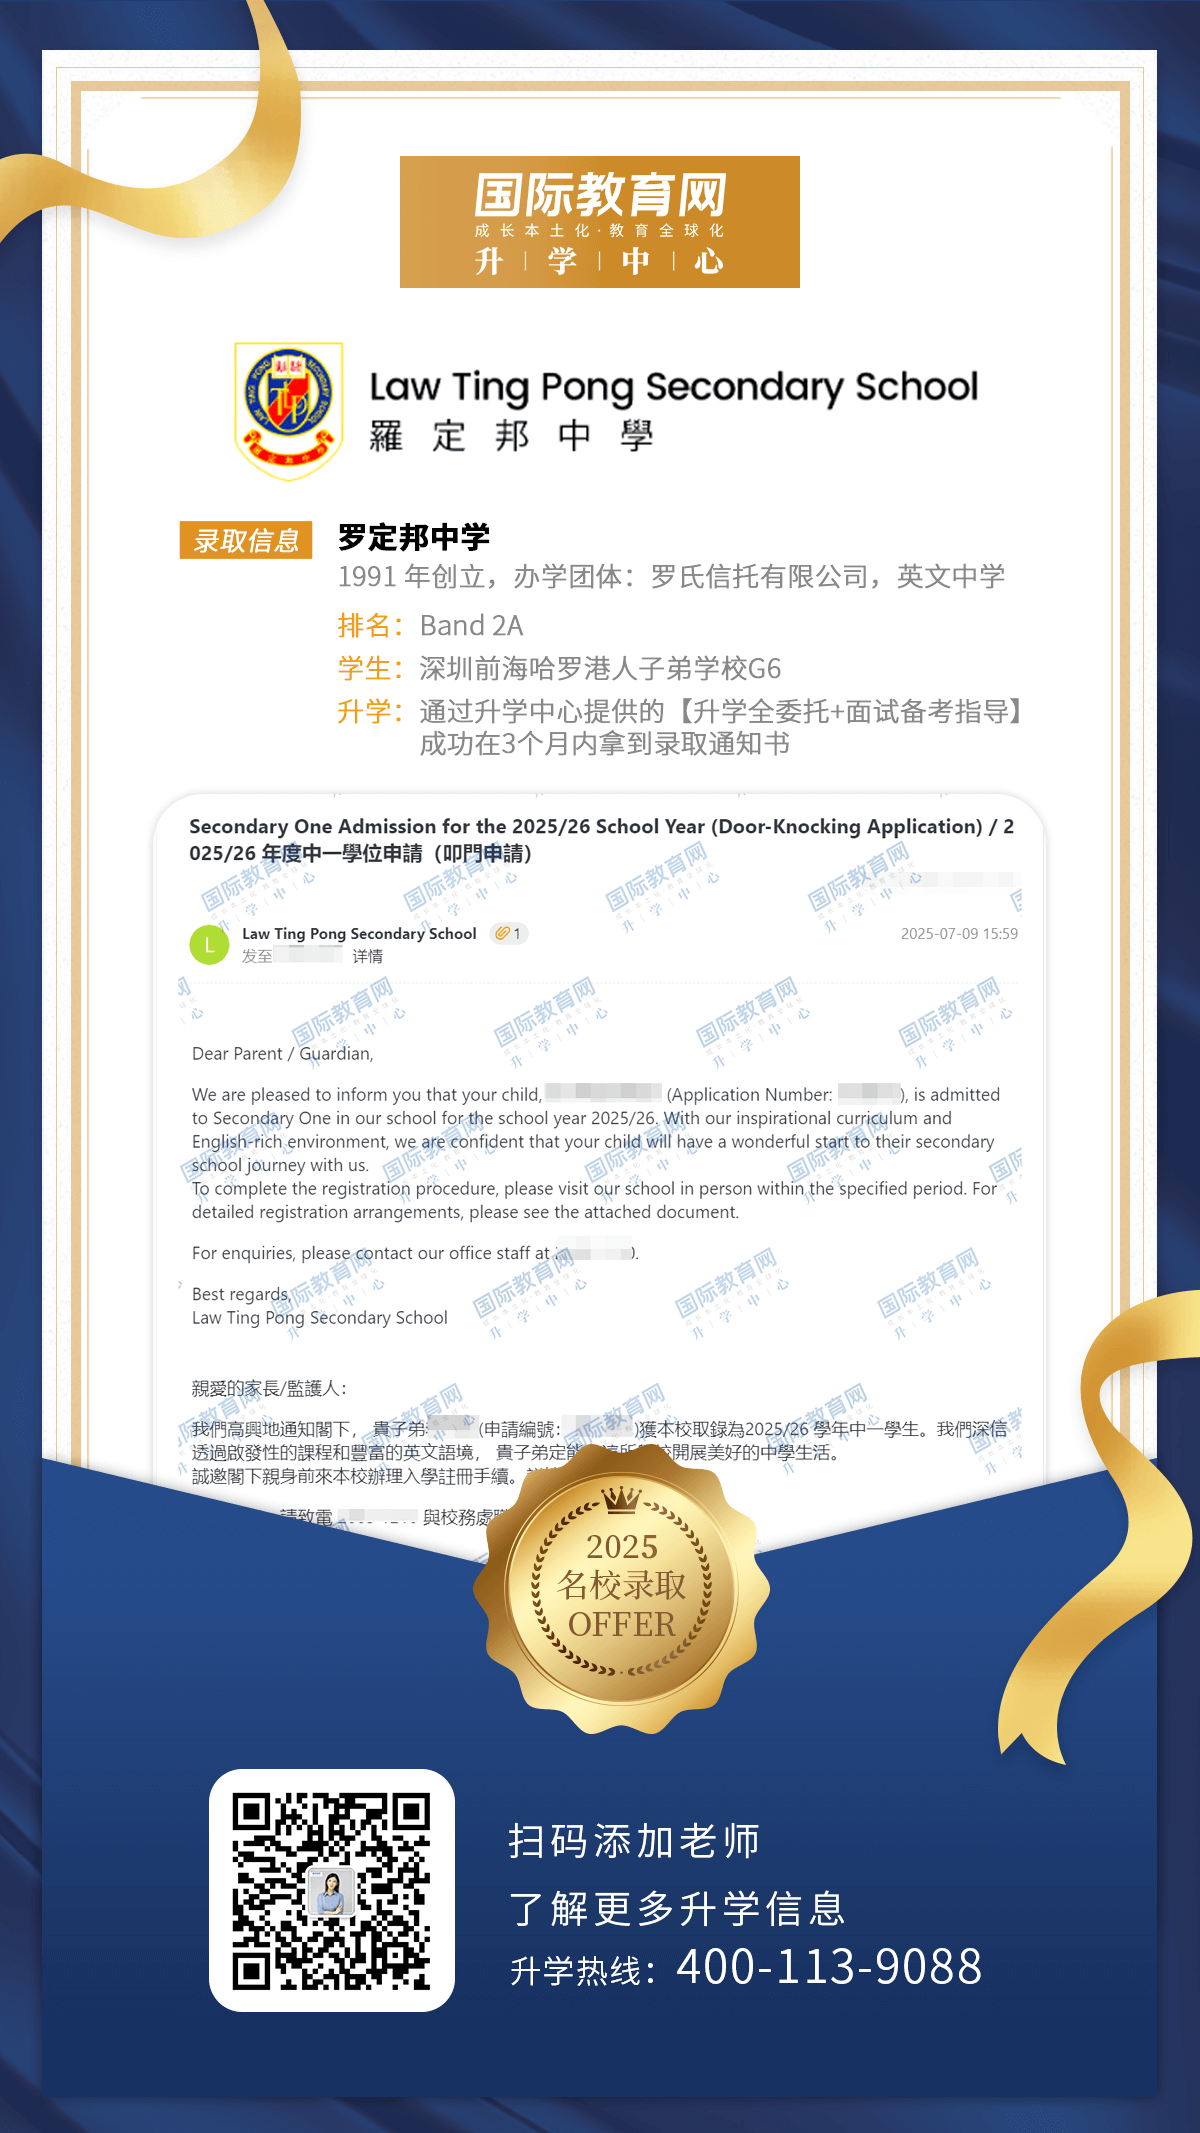 国际教育网
成长本土化·教育全球化
升|学|中|心
Law Ting Pong Secondary School
羅定邦中學
录取信息
罗定邦中学
1991 年创立，办学团体：罗氏信托有限公司，英文中学
排名：Band 2A
学生：深圳前海哈罗港人子弟学校G6
升学：通过升学中心提供的【升学全委托+面试备考指导】
成功在3个月内拿到录取通知书
Secondary One Admission for the 2025/26 School Year (Door-Knocking Application) / 2
025/26 年度中一學位申請（叩門申請）
L
Law Ting Pong Secondary School
1
2025-07-09 15:59
发至
详情
Dear Parent / Guardian,
We are pleased to inform you that your child, (Application Number: ), is admitted
to Secondary One in our school for the school year 2025/26. With our inspirational curriculum and
English-rich environment, we are confident that your child will have a wonderful start to their secondary
school journey with us.
To complete the registration procedure, please visit our school in person within the specified period. For
detailed registration arrangements, please see the attached document.
For enquiries, please contact our office staff at ).
Best regards,
Law Ting Pong Secondary School
親愛的家長/監護人：
我們高興地通知閣下， 貴子弟 (申請編號： )獲本校取錄為2025/26 學年中一學生。我們深信
透過啟發性的課程和豐富的英文語境， 貴子弟定能 開展美好的中學生活。
誠邀閣下親身前來本校辦理入學註冊手續。
請致電 與校務處
2025
名校录取
OFFER
扫码添加老师
了解更多升学信息
升学热线：400-113-9088